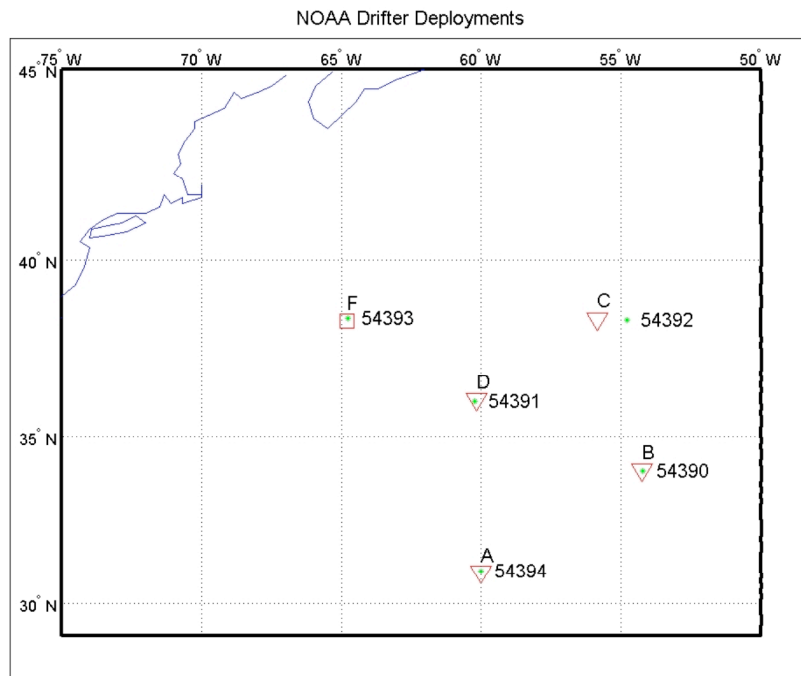 NOAA Drifter Deployments
-75° W 70° W 65° W 60° W 55° W 50° W
45° N
40° N
F
54393
C
54392
D
54391
35° N
B
54390
A
54394
30° N